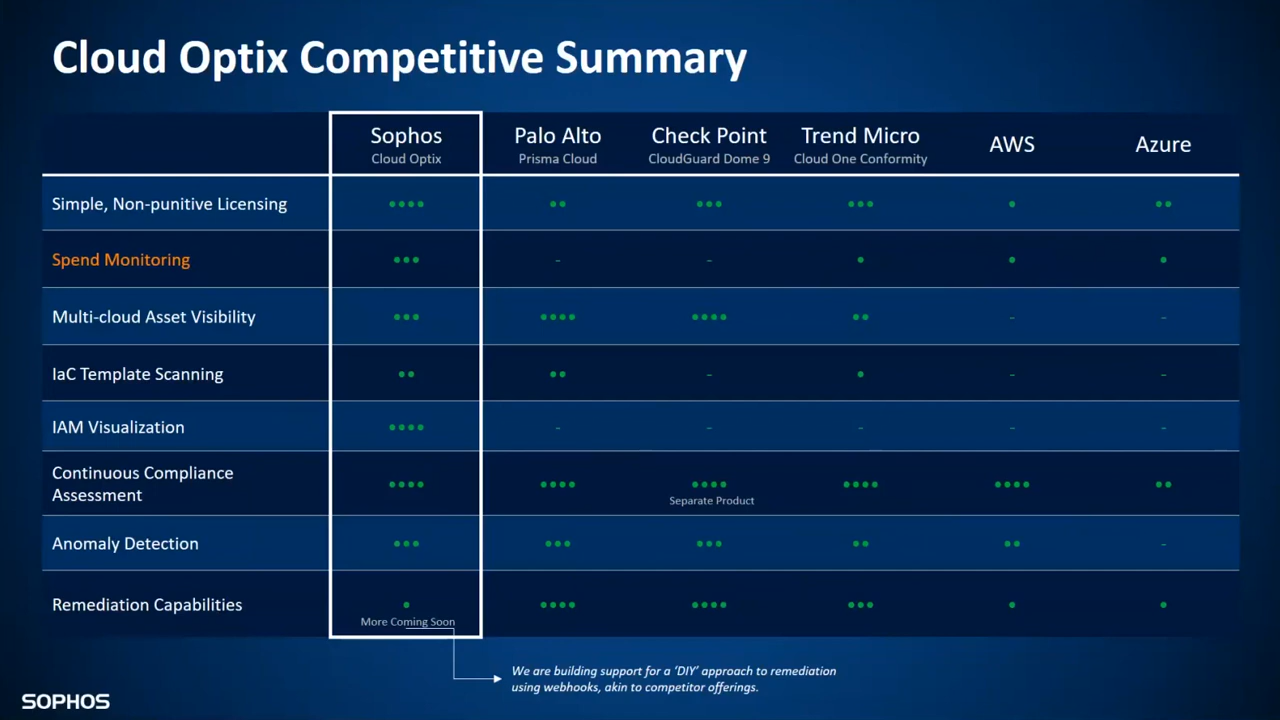 Cloud Optix Competitive Summary
Sophos Palo Alto Check Point Trend Micro AWS Azure
Cloud Optix Prisma Cloud CloudGuard Dome 9 Cloud One Conformity
Simple, Non-punitive Licensing •••• •• ••• ••• • ••
Spend Monitoring ••• - - • • •
Multi-cloud Asset Visibility ••• •••• •••• •• - -
IaC Template Scanning •• •• - • - -
IAM Visualization •••• - - - - -
Continuous Compliance
Assessment •••• •••• •••• •••• •••• ••
Separate Product
Anomaly Detection ••• ••• ••• •• •• -
Remediation Capabilities • •••• •••• ••• • •
More Coming Soon
We are building support for a ‘DIY’ approach to remediation
using webhooks, akin to competitor offerings.
SOPHOS